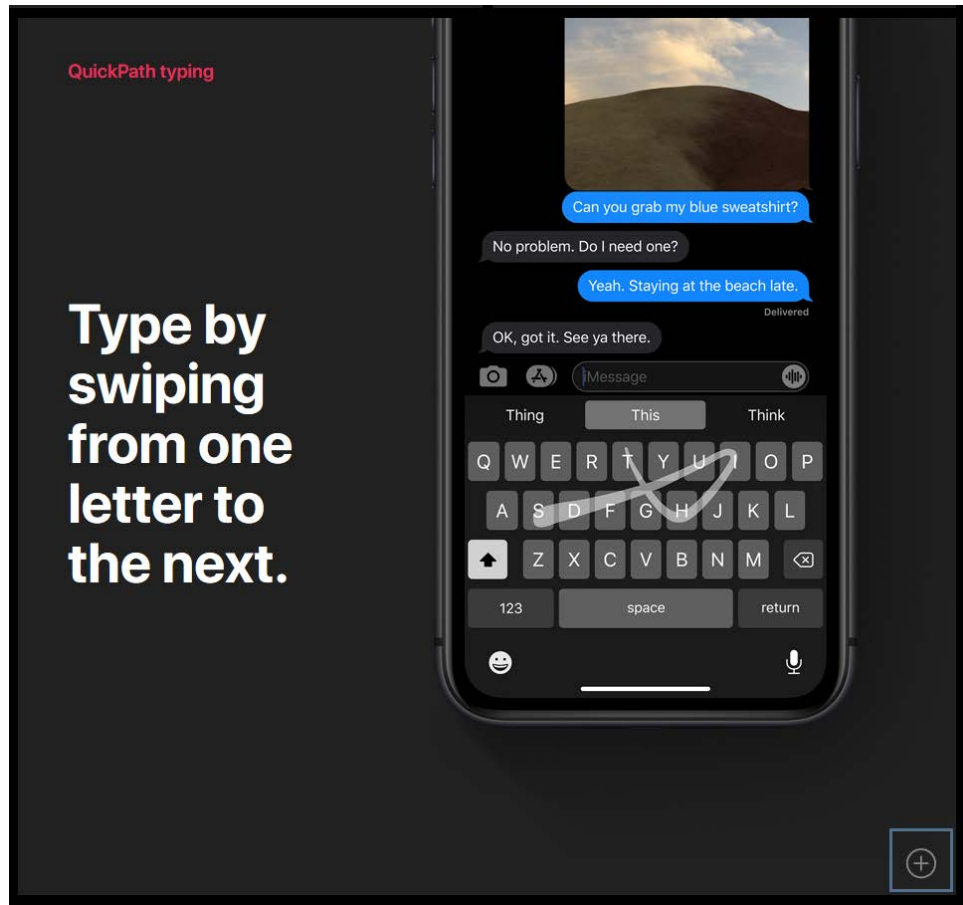 QuickPath typing
Type by
swiping
from one
letter to
the next.
Can you grab my blue sweatshirt?
No problem. Do I need one?
Yeah. Staying at the beach late.
Delivered
OK, got it. See ya there.
iMessage
Thing This Think
Q W E R T Y U I O P
A S D F G H J K L
Z X C V B N M
123 space return